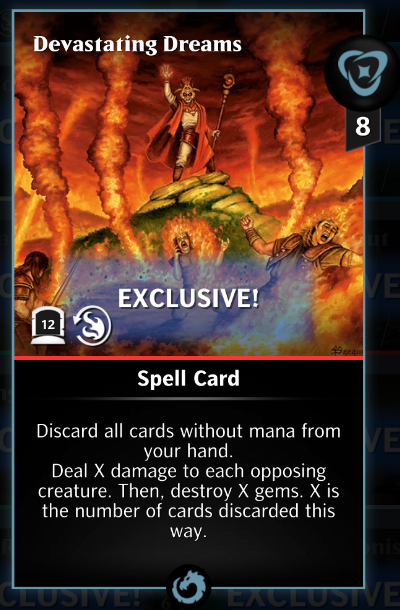 Devastating Dreams
8
EXCLUSIVE!
12
Spell Card
Discard all cards without mana from
your hand.
Deal X damage to each opposing
creature. Then, destroy X gems. X is
the number of cards discarded this
way.